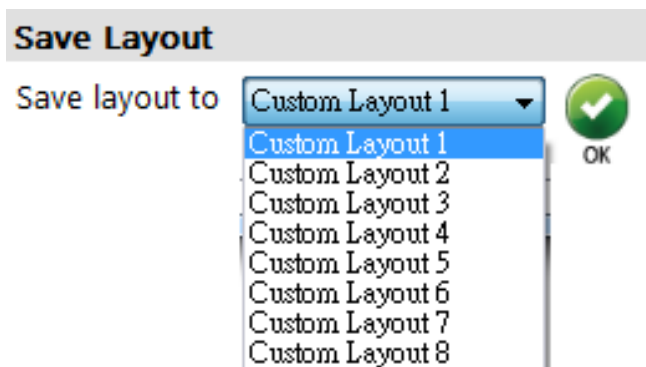 Save Layout
Save layout to Custom Layout 1
OK
Custom Layout 1
Custom Layout 2
Custom Layout 3
Custom Layout 4
Custom Layout 5
Custom Layout 6
Custom Layout 7
Custom Layout 8